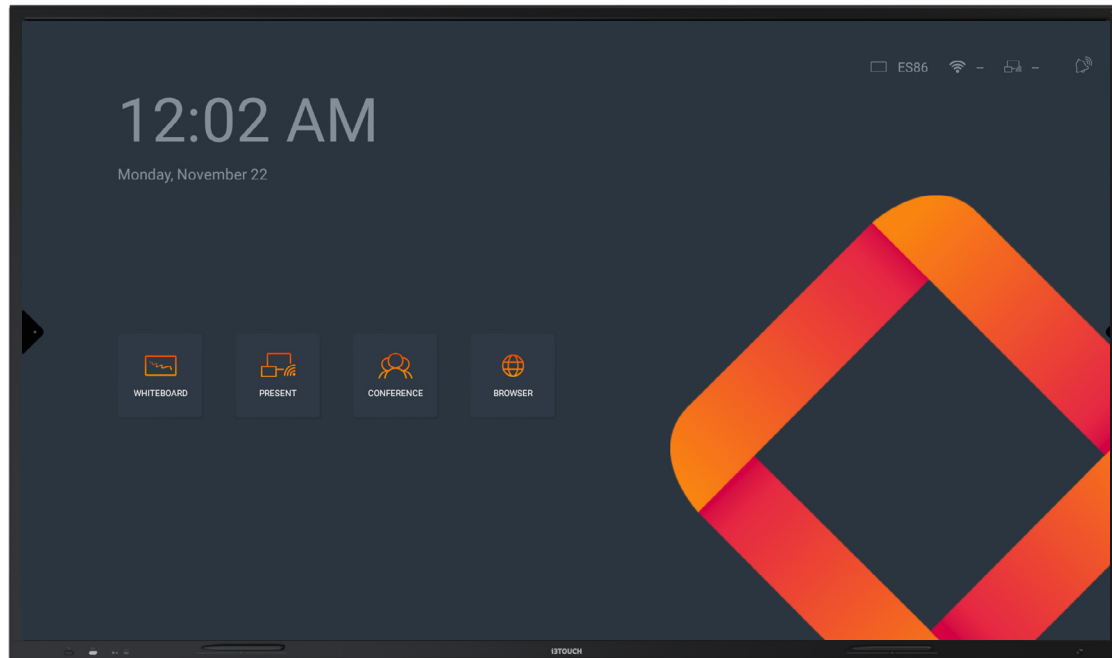 ES86 – –
12:02 AM
Monday, November 22
WHITEBOARD PRESENT CONFERENCE BROWSER
i3TOUCH